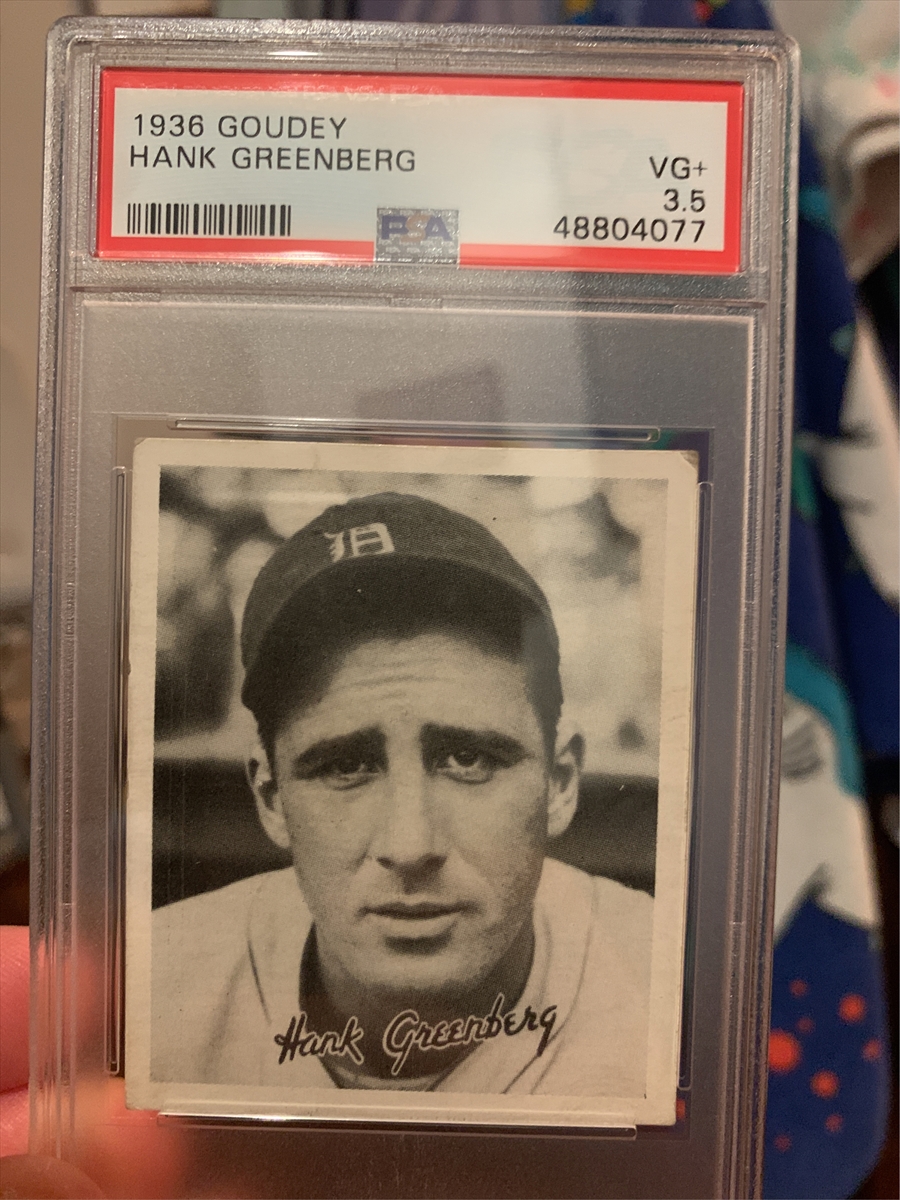 1936 GOUDEY
HANK GREENBERG
VG+
3.5
PSA
48804077
D
Hank Greenberg